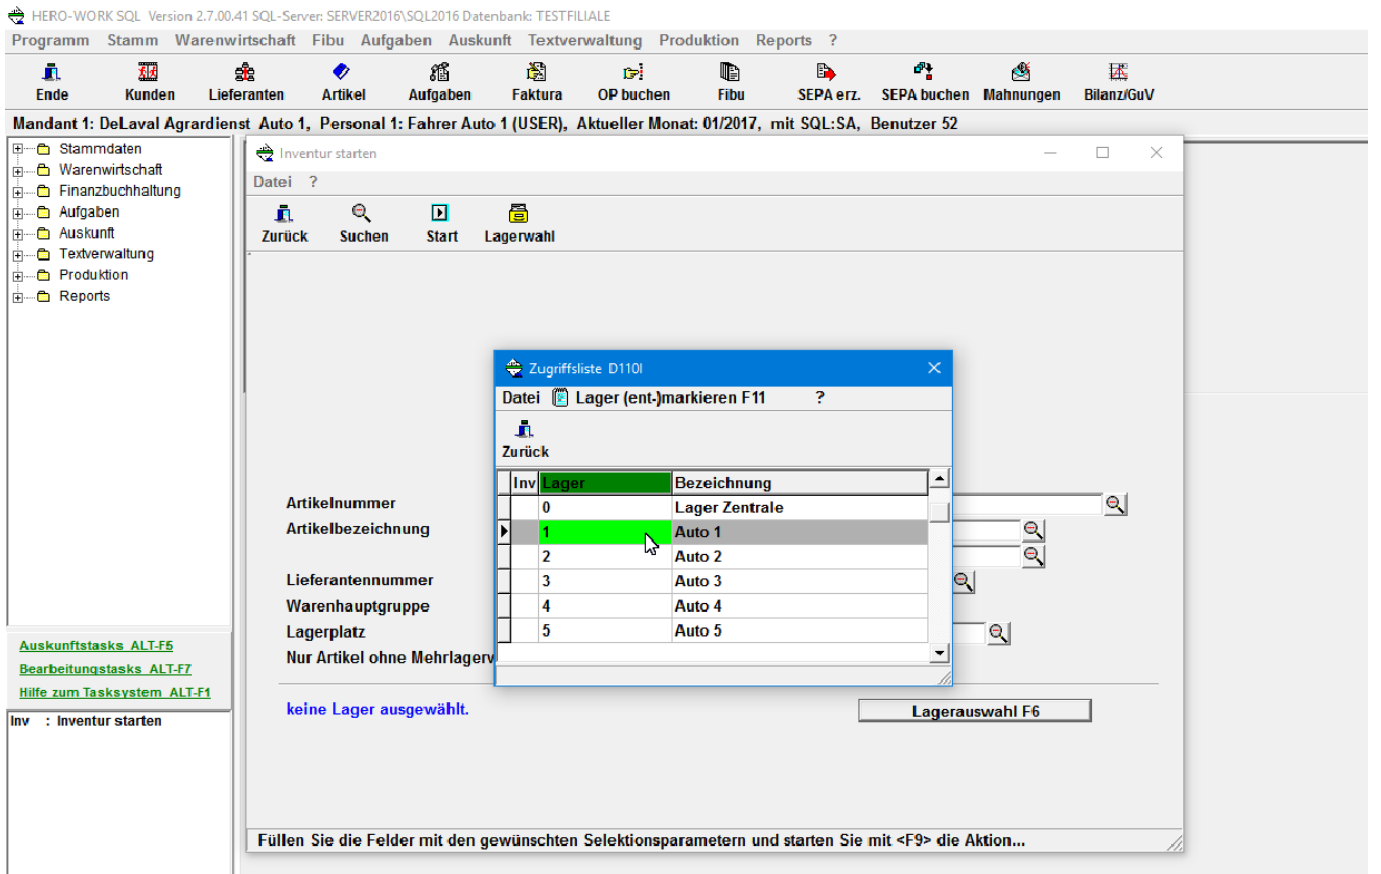 HERO-WORK SQL Version 2.7.00.41 SQL-Server: SERVER2016\SQL2016 Datenbank: TESTFILIALE
Programm Stamm Warenwirtschaft Fibu Aufgaben Auskunft Textverwaltung Produktion Reports ?
Ende Kunden Lieferanten Artikel Aufgaben Faktura OP buchen Fibu SEPA erz. SEPA buchen Mahnungen Bilanz/GuV
Mandant 1: DeLaval Agrardienst Auto 1, Personal 1: Fahrer Auto 1 (USER), Aktueller Monat: 01/2017, mit SQL:SA, Benutzer 52
Stammdaten
Warenwirtschaft
Finanzbuchhaltung
Aufgaben
Auskunft
Textverwaltung
Produktion
Reports
Auskunftstasks ALT-F5
Bearbeitungstasks ALT-F7
Hilfe zum Tasksystem ALT-F1
Inv : Inventur starten
Inventur starten
Datei ?
Zurück Suchen Start Lagerwahl
Artikelnummer
Artikelbezeichnung
Lieferantennummer
Warenhauptgruppe
Lagerplatz
Nur Artikel ohne Mehrlagerv
keine Lager ausgewählt.
Lagerauswahl F6
Füllen Sie die Felder mit den gewünschten Selektionsparametern und starten Sie mit <F9> die Aktion...
Zugriffsliste D110I
Datei Lager (ent-)markieren F11 ?
Zurück
Inv Lager Bezeichnung
0 Lager Zentrale
1 Auto 1
2 Auto 2
3 Auto 3
4 Auto 4
5 Auto 5